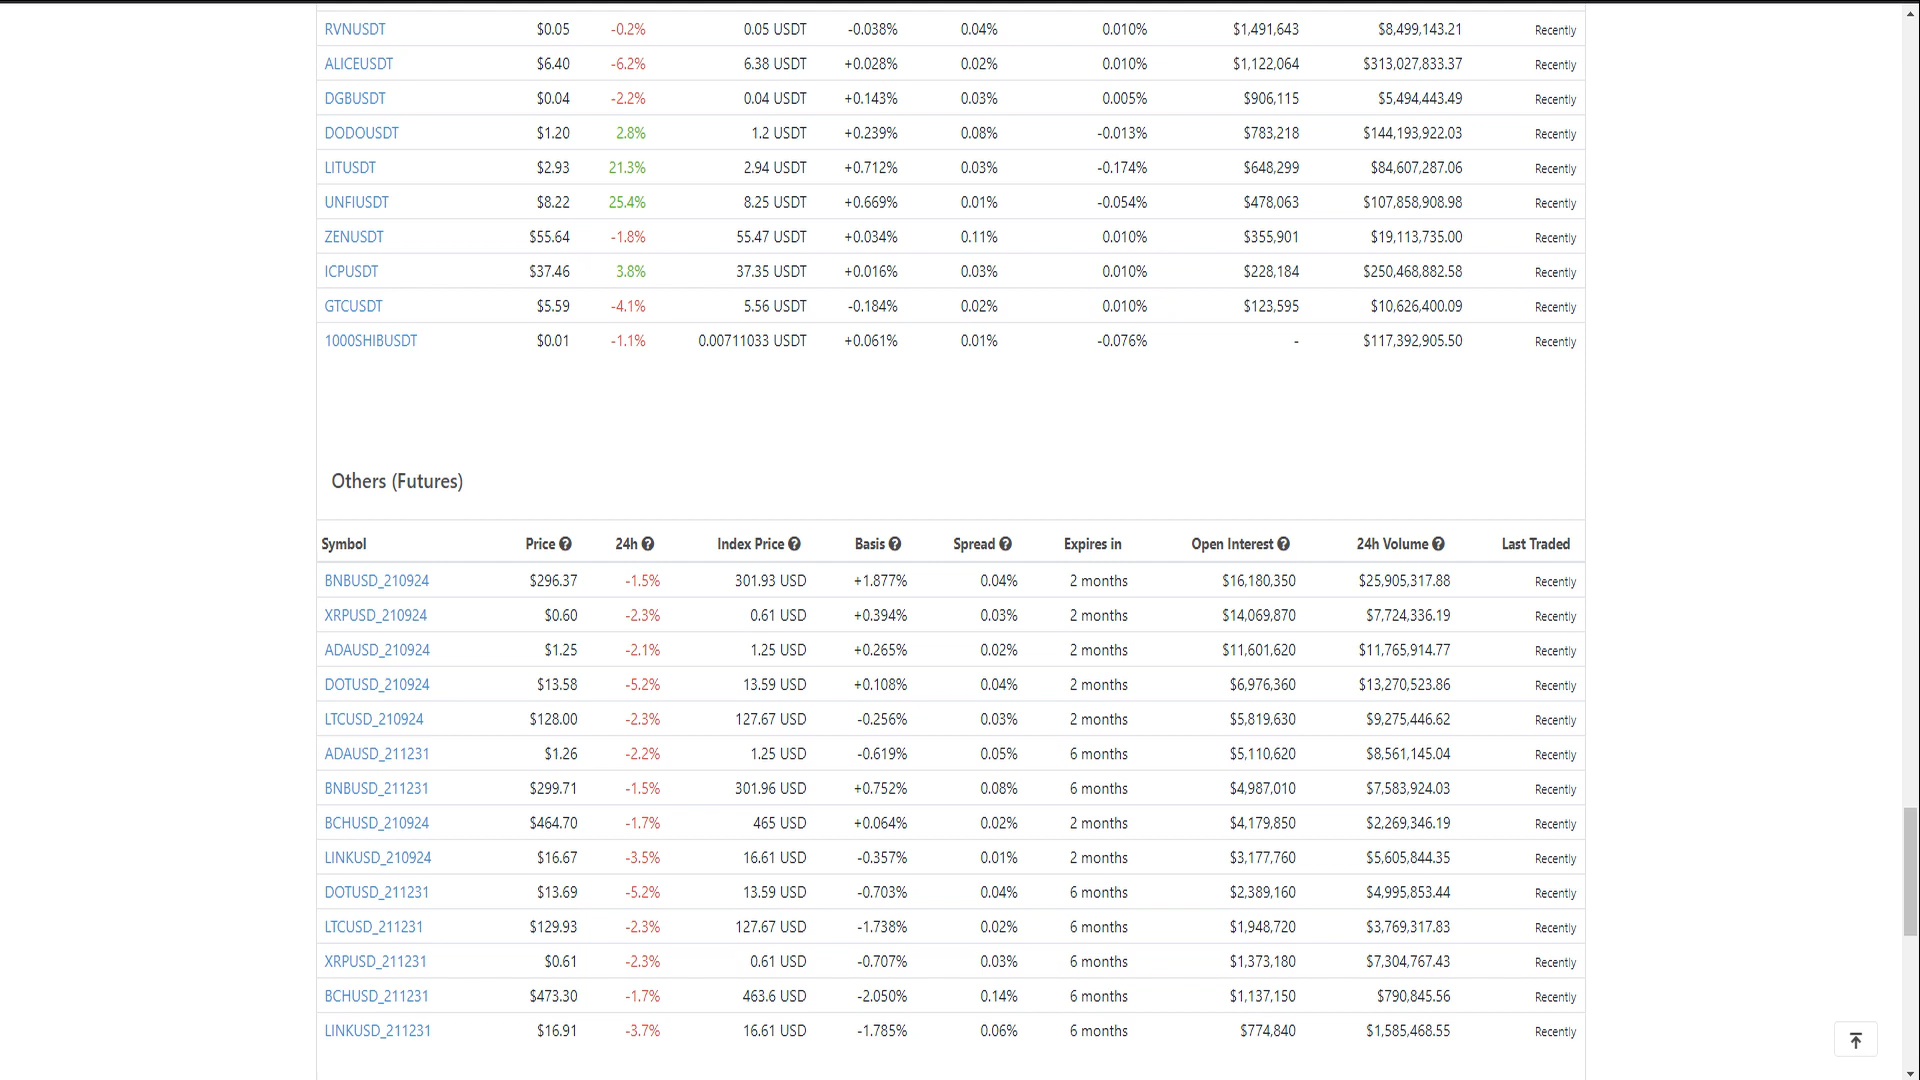 RVNUSDT $0.05 -0.2% 0.05 USDT -0.038% 0.04% 0.010% $1,491,643 $8,499,143.21 Recently
ALICEUSDT $6.40 -6.2% 6.38 USDT +0.028% 0.02% 0.010% $1,122,064 $313,027,833.37 Recently
DGBUSDT $0.04 -2.2% 0.04 USDT +0.143% 0.03% 0.005% $906,115 $5,494,443.49 Recently
DODOUSDT $1.20 2.8% 1.2 USDT +0.239% 0.08% -0.013% $783,218 $144,193,922.03 Recently
LITUSDT $2.93 21.3% 2.94 USDT +0.712% 0.03% -0.174% $648,299 $84,607,287.06 Recently
UNFIUSDT $8.22 25.4% 8.25 USDT +0.669% 0.01% -0.054% $478,063 $107,858,908.98 Recently
ZENUSDT $55.64 -1.8% 55.47 USDT +0.034% 0.11% 0.010% $355,901 $19,113,735.00 Recently
ICPUSDT $37.46 3.8% 37.35 USDT +0.016% 0.03% 0.010% $228,184 $250,468,882.58 Recently
GTCUSDT $5.59 -4.1% 5.56 USDT -0.184% 0.02% 0.010% $123,595 $10,626,400.09 Recently
1000SHIBUSDT $0.01 -1.1% 0.00711033 USDT +0.061% 0.01% -0.076% - $117,392,905.50 Recently
Others (Futures)
Symbol Price 24h Index Price Basis Spread Expires in Open Interest 24h Volume Last Traded
BNBUSD_210924 $296.37 -1.5% 301.93 USD +1.877% 0.04% 2 months $16,180,350 $25,905,317.88 Recently
XRPUSD_210924 $0.60 -2.3% 0.61 USD +0.394% 0.03% 2 months $14,069,870 $7,724,336.19 Recently
ADAUSD_210924 $1.25 -2.1% 1.25 USD +0.265% 0.02% 2 months $11,601,620 $11,765,914.77 Recently
DOTUSD_210924 $13.58 -5.2% 13.59 USD +0.108% 0.04% 2 months $6,976,360 $13,270,523.86 Recently
LTCUSD_210924 $128.00 -2.3% 127.67 USD -0.256% 0.03% 2 months $5,819,630 $9,275,446.62 Recently
ADAUSD_211231 $1.26 -2.2% 1.25 USD -0.619% 0.05% 6 months $5,110,620 $8,561,145.04 Recently
BNBUSD_211231 $299.71 -1.5% 301.96 USD +0.752% 0.08% 6 months $4,987,010 $7,583,924.03 Recently
BCHUSD_210924 $464.70 -1.7% 465 USD +0.064% 0.02% 2 months $4,179,850 $2,269,346.19 Recently
LINKUSD_210924 $16.67 -3.5% 16.61 USD -0.357% 0.01% 2 months $3,177,760 $5,605,844.35 Recently
DOTUSD_211231 $13.69 -5.2% 13.59 USD -0.703% 0.04% 6 months $2,389,160 $4,995,853.44 Recently
LTCUSD_211231 $129.93 -2.3% 127.67 USD -1.738% 0.02% 6 months $1,948,720 $3,769,317.83 Recently
XRPUSD_211231 $0.61 -2.3% 0.61 USD -0.707% 0.03% 6 months $1,373,180 $7,304,767.43 Recently
BCHUSD_211231 $473.30 -1.7% 463.6 USD -2.050% 0.14% 6 months $1,137,150 $790,845.56 Recently
LINKUSD_211231 $16.91 -3.7% 16.61 USD -1.785% 0.06% 6 months $774,840 $1,585,468.55 Recently